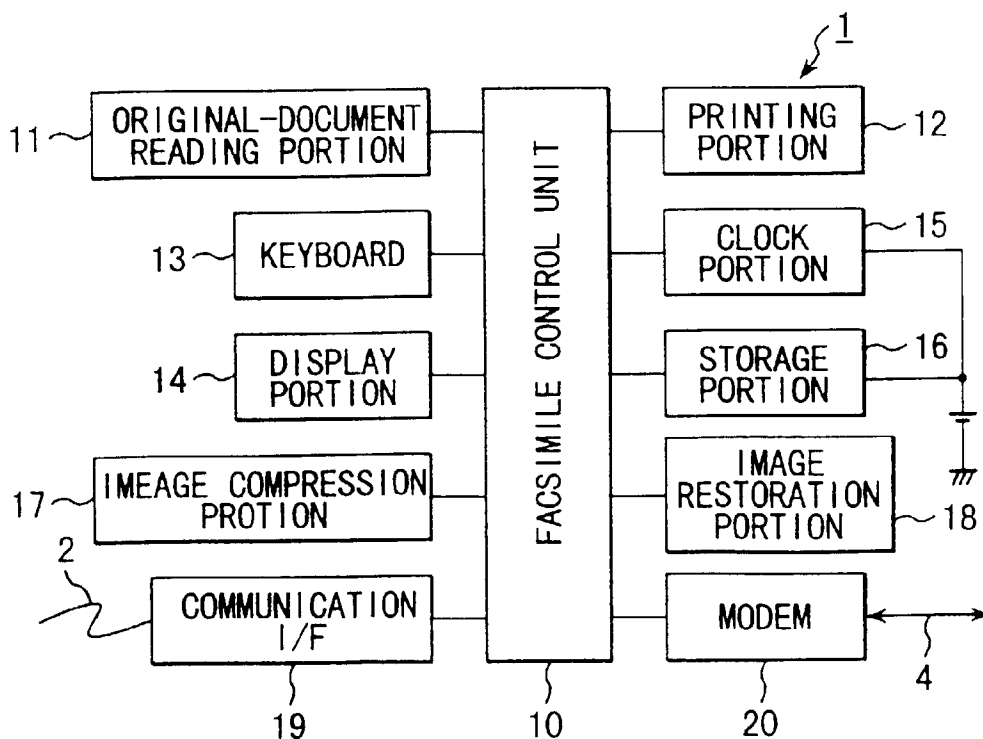 1
11
ORIGINAL-DOCUMENT
READING PORTION
PRINTING
PORTION
12
13
KEYBOARD
CLOCK
PORTION
15
14
DISPLAY
PORTION
STORAGE
PORTION
16
17
IMEAGE COMPRESSION
PROTION
IMAGE
RESTORATION
PORTION
18
2
COMMUNICATION
I/F
19
FACSIMILE CONTROL UNIT
10
MODEM
20
4